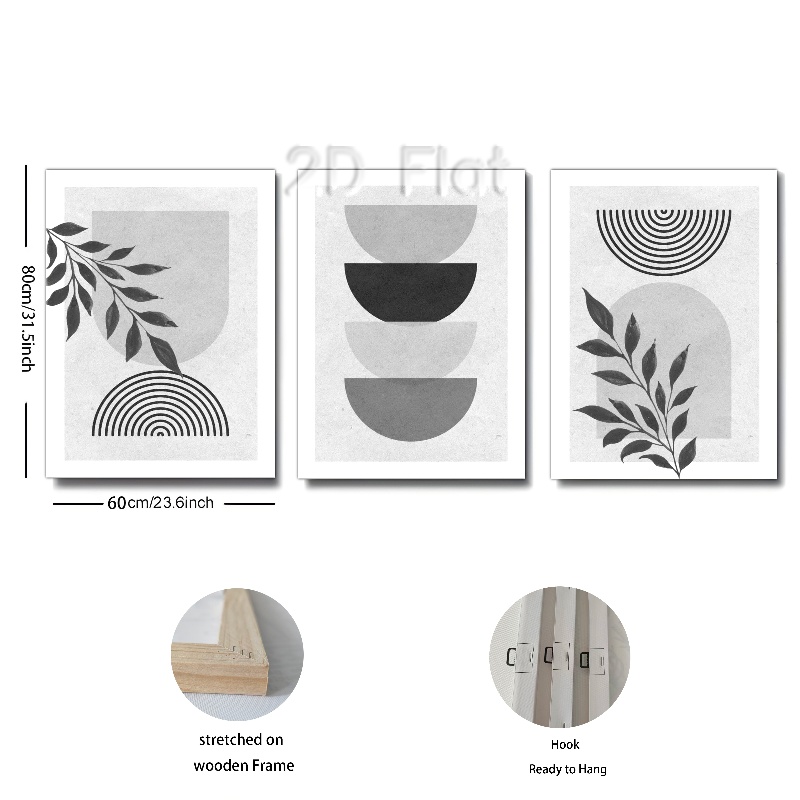 2D Flat
80cm/31.5inch
60cm/23.6inch
stretched on
wooden Frame
Hook
Ready to Hang